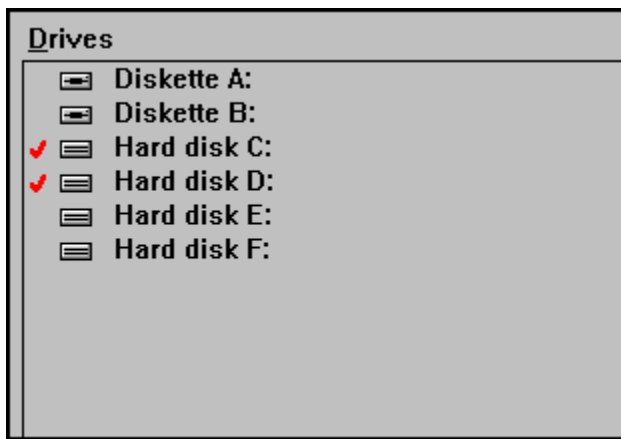 Drives
Diskette A:
Diskette B:
Hard disk C:
Hard disk D:
Hard disk E:
Hard disk F: